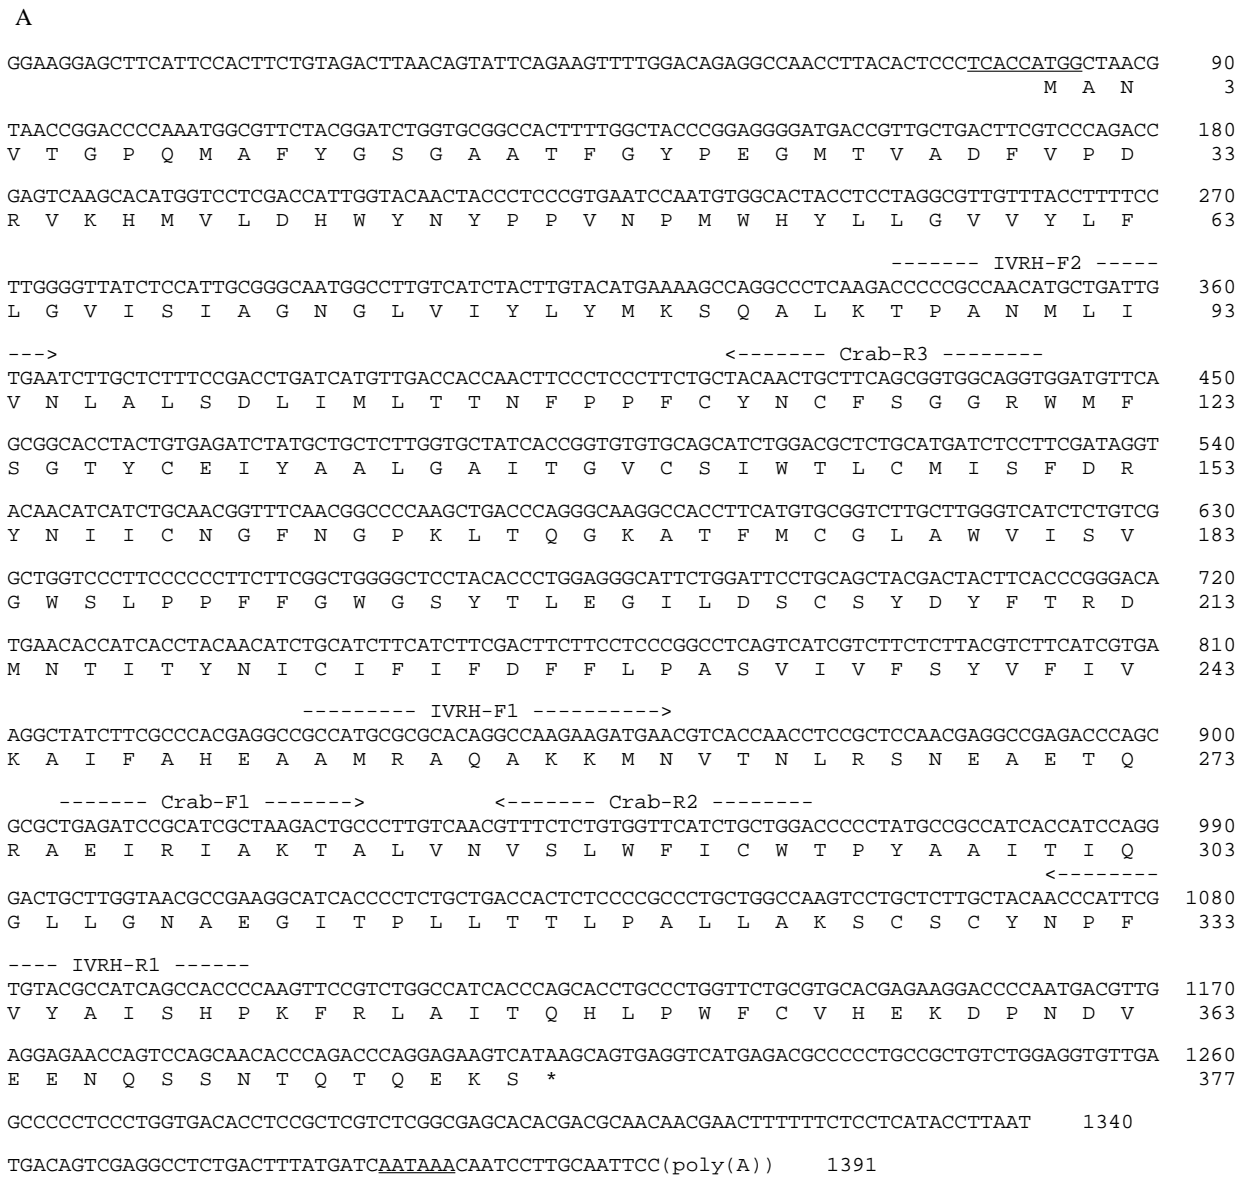 A
GGAAGGAGCTTCATTCCACTTCTGTAGACTTAACAGTATTCAGAAGTTTTGGACAGAGGCCAACCTTACACTCCCTCACCATGGCTAACG 90
M A N 3
TAACCGGACCCCAAATGGCGTTCTACGGATCTGGTGCGGCCACTTTTGGCTACCCGGAGGGGATGACCGTTGCTGACTTCGTCCCAGACC 180
V T G P Q M A F Y G S G A A T F G Y P E G M T V A D F V P D 33
GAGTCAAGCACATGGTCCTCGACCATTGGTACAACTACCCTCCCGTGAATCCAATGTGGCACTACCTCCTAGGCGTTGTTTACCTTTTCC 270
R V K H M V L D H W Y N Y P P V N P M W H Y L L G V V Y L F 63
------- IVRH-F2 -----
TTGGGGTTATCTCCATTGCGGGCAATGGCCTTGTCATCTACTTGTACATGAAAAGCCAGGCCCTCAAGACCCCCGCCAACATGCTGATTG 360
L G V I S I A G N G L V I Y L Y M K S Q A L K T P A N M L I 93
---> <------- Crab-R3 --------
TGAATCTTGCTCTTTCCGACCTGATCATGTTGACCACCAACTTCCCTCCCTTCTGCTACAACTGCTTCAGCGGTGGCAGGTGGATGTTCA 450
V N L A L S D L I M L T T N F P P F C Y N C F S G G R W M F 123
GCGGCACCTACTGTGAGATCTATGCTGCTCTTGGTGCTATCACCGGTGTGTGCAGCATCTGGACGCTCTGCATGATCTCCTTCGATAGGT 540
S G T Y C E I Y A A L G A I T G V C S I W T L C M I S F D R 153
ACAACATCATCTGCAACGGTTTCAACGGCCCCAAGCTGACCCAGGGCAAGGCCACCTTCATGTGCGGTCTTGCTTGGGTCATCTCTGTCG 630
Y N I I C N G F N G P K L T Q G K A T F M C G L A W V I S V 183
GCTGGTCCCTTCCCCCCTTCTTCGGCTGGGGCTCCTACACCCTGGAGGGCATTCTGGATTCCTGCAGCTACGACTACTTCACCCGGGACA 720
G W S L P P F F G W G S Y T L E G I L D S C S Y D Y F T R D 213
TGAACACCATCACCTACAACATCTGCATCTTCATCTTCGACTTCTTCCTCCCGGCCTCAGTCATCGTCTTCTCTTACGTCTTCATCGTGA 810
M N T I T Y N I C I F I F D F F L P A S V I V F S Y V F I V 243
--------- IVRH-F1 ---------->
AGGCTATCTTCGCCCACGAGGCCGCCATGCGCGCACAGGCCAAGAAGATGAACGTCACCAACCTCCGCTCCAACGAGGCCGAGACCCAGC 900
K A I F A H E A A M R A Q A K K M N V T N L R S N E A E T Q 273
------- Crab-F1 -------> <------- Crab-R2 --------
GCGCTGAGATCCGCATCGCTAAGACTGCCCTTGTCAACGTTTCTCTGTGGTTCATCTGCTGGACCCCCTATGCCGCCATCACCATCCAGG 990
R A E I R I A K T A L V N V S L W F I C W T P Y A A I T I Q 303
<--------
GACTGCTTGGTAACGCCGAAGGCATCACCCCTCTGCTGACCACTCTCCCCGCCCTGCTGGCCAAGTCCTGCTCTTGCTACAACCCATTCG 1080
G L L G N A E G I T P L L T T L P A L L A K S C S C Y N P F 333
---- IVRH-R1 ------
TGTACGCCATCAGCCACCCCAAGTTCCGTCTGGCCATCACCCAGCACCTGCCCTGGTTCTGCGTGCACGAGAAGGACCCCAATGACGTTG 1170
V Y A I S H P K F R L A I T Q H L P W F C V H E K D P N D V 363
AGGAGAACCAGTCCAGCAACACCCAGACCCAGGAGAAGTCATAAGCAGTGAGGTCATGAGACGCCCCCTGCCGCTGTCTGGAGGTGTTGA 1260
E E N Q S S N T Q T Q E K S * 377
GCCCCCTCCCTGGTGACACCTCCGCTCGTCTCGGCGAGCACACGACGCAACAACGAACTTTTTTCTCCTCATACCTTAAT 1340
TGACAGTCGAGGCCTCTGACTTTATGATCAATAAACAATCCTTGCAATTCC(poly(A)) 1391